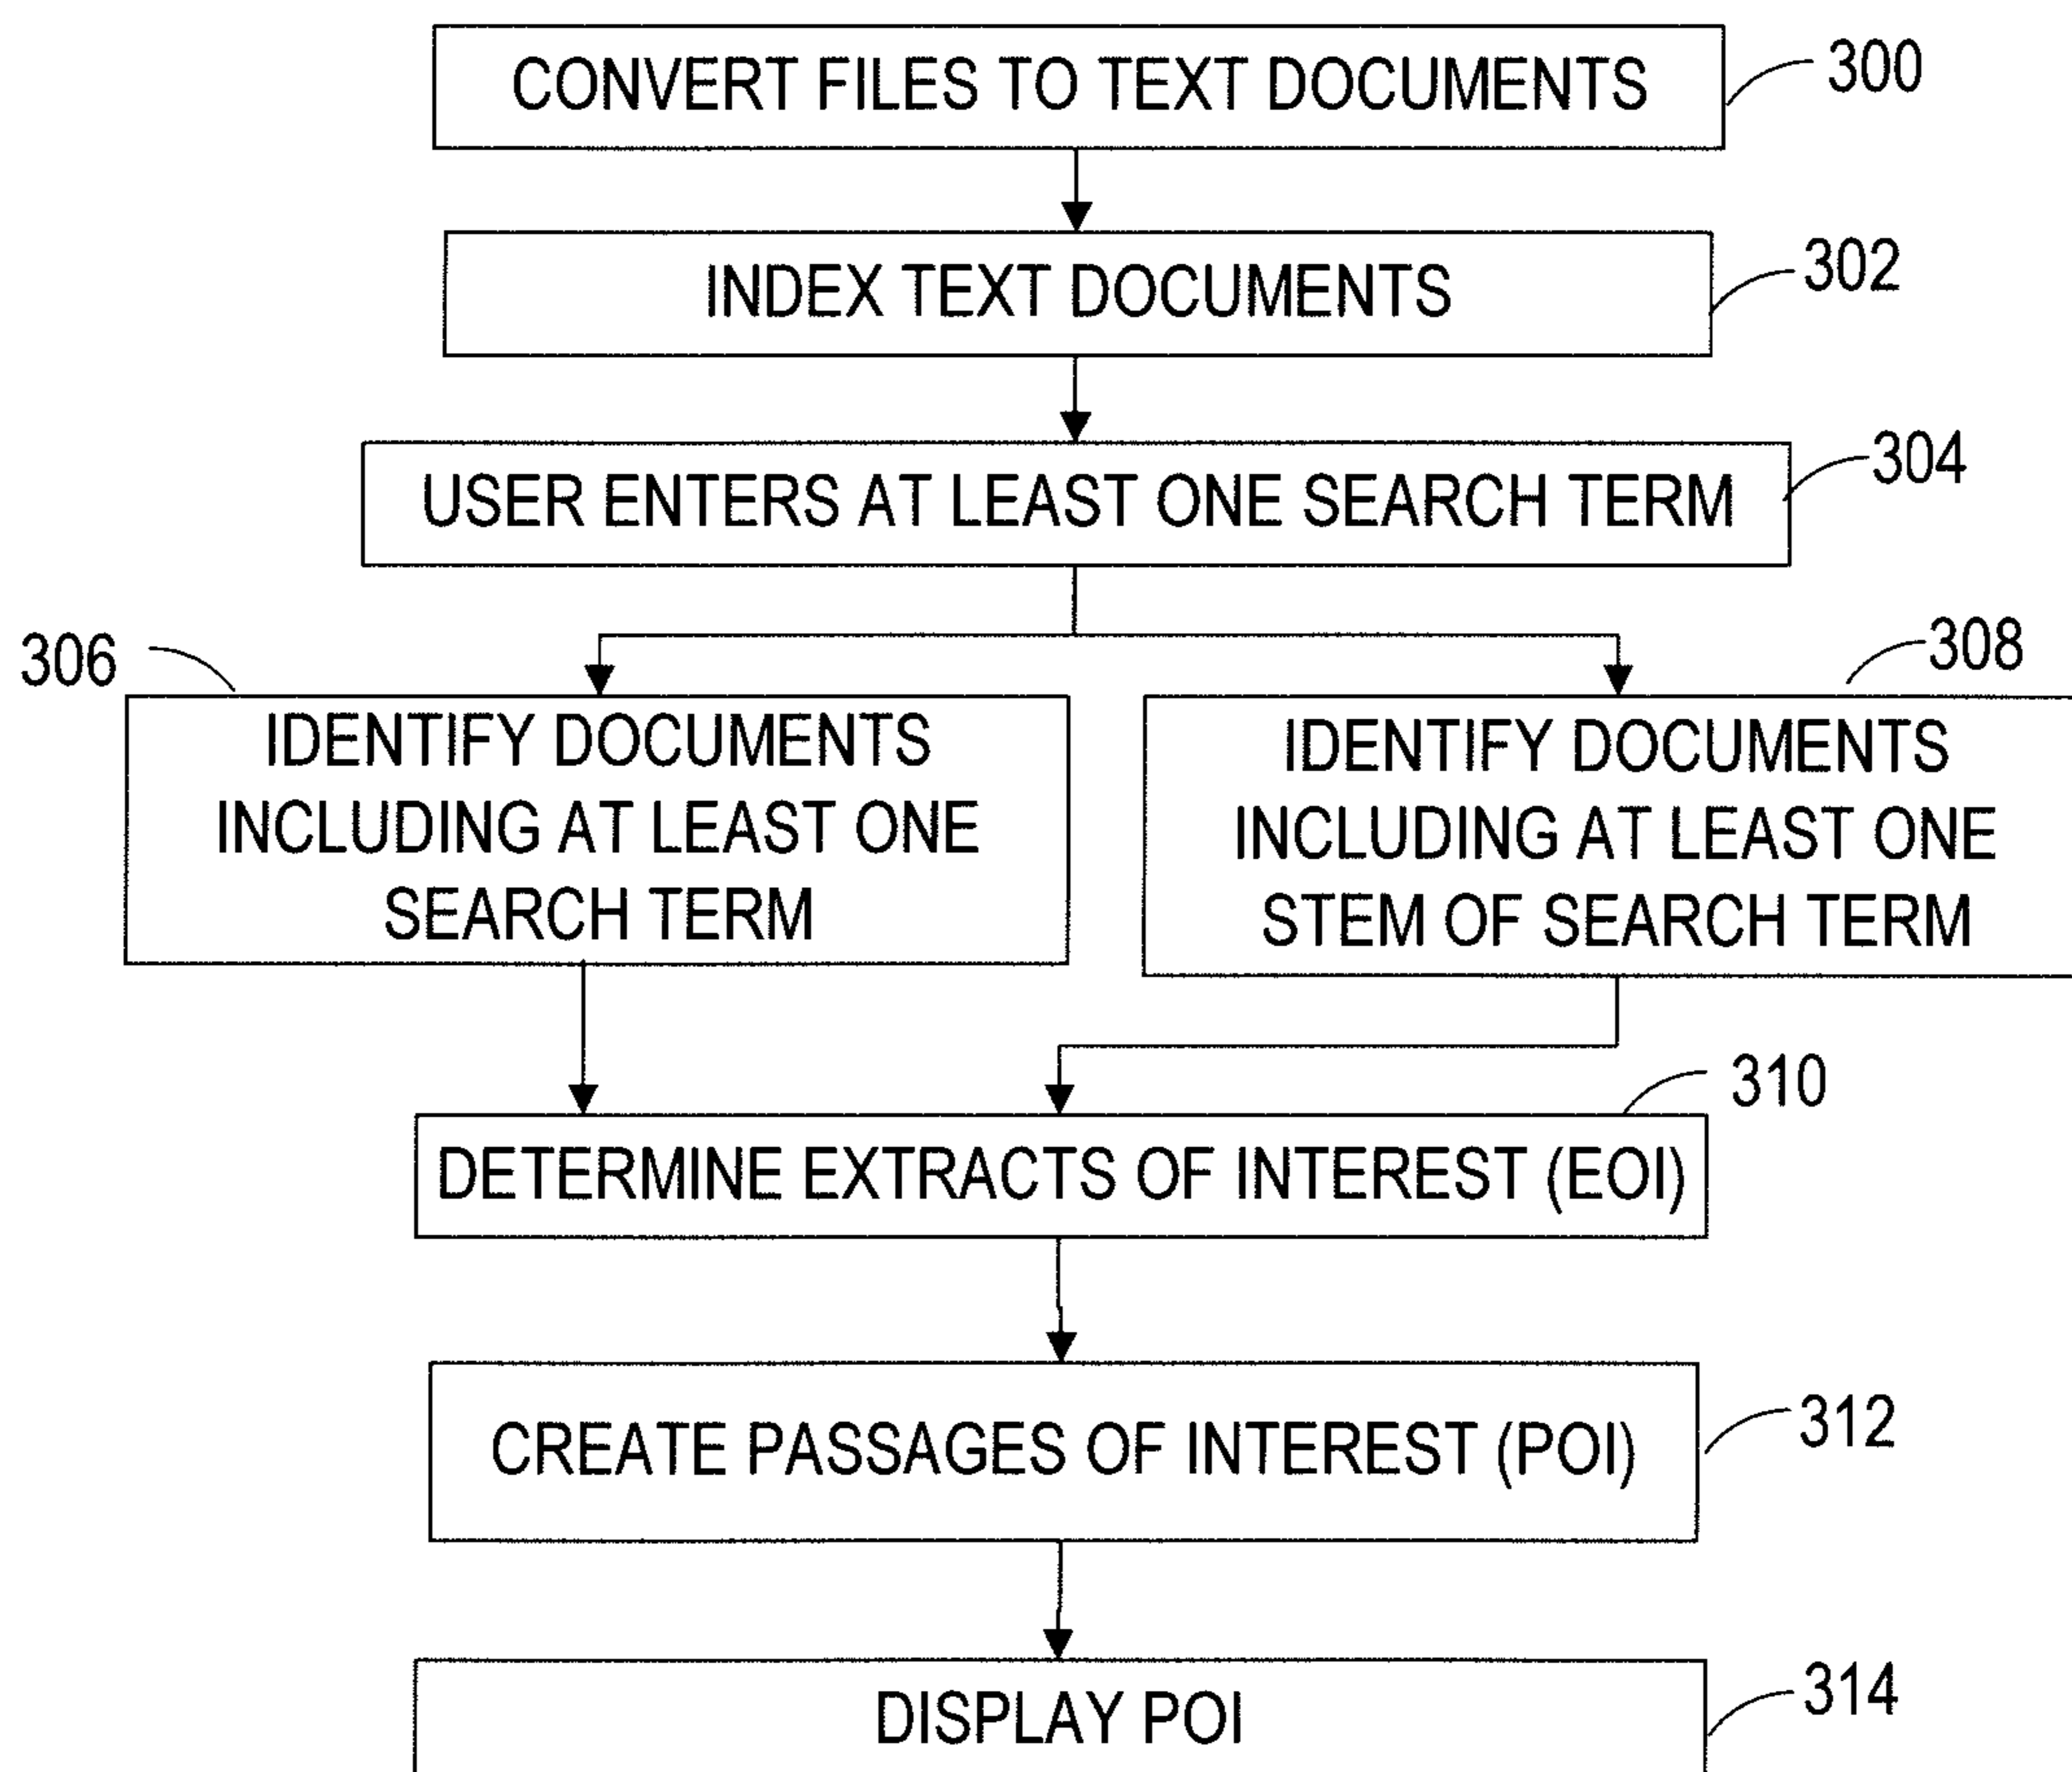 CONVERT FILES TO TEXT DOCUMENTS
300
INDEX TEXT DOCUMENTS
302
USER ENTERS AT LEAST ONE SEARCH TERM
304
306
IDENTIFY DOCUMENTS
INCLUDING AT LEAST ONE
SEARCH TERM
308
IDENTIFY DOCUMENTS
INCLUDING AT LEAST ONE
STEM OF SEARCH TERM
310
DETERMINE EXTRACTS OF INTEREST (EOI)
CREATE PASSAGES OF INTEREST (POI)
312
DISPLAY POI
314